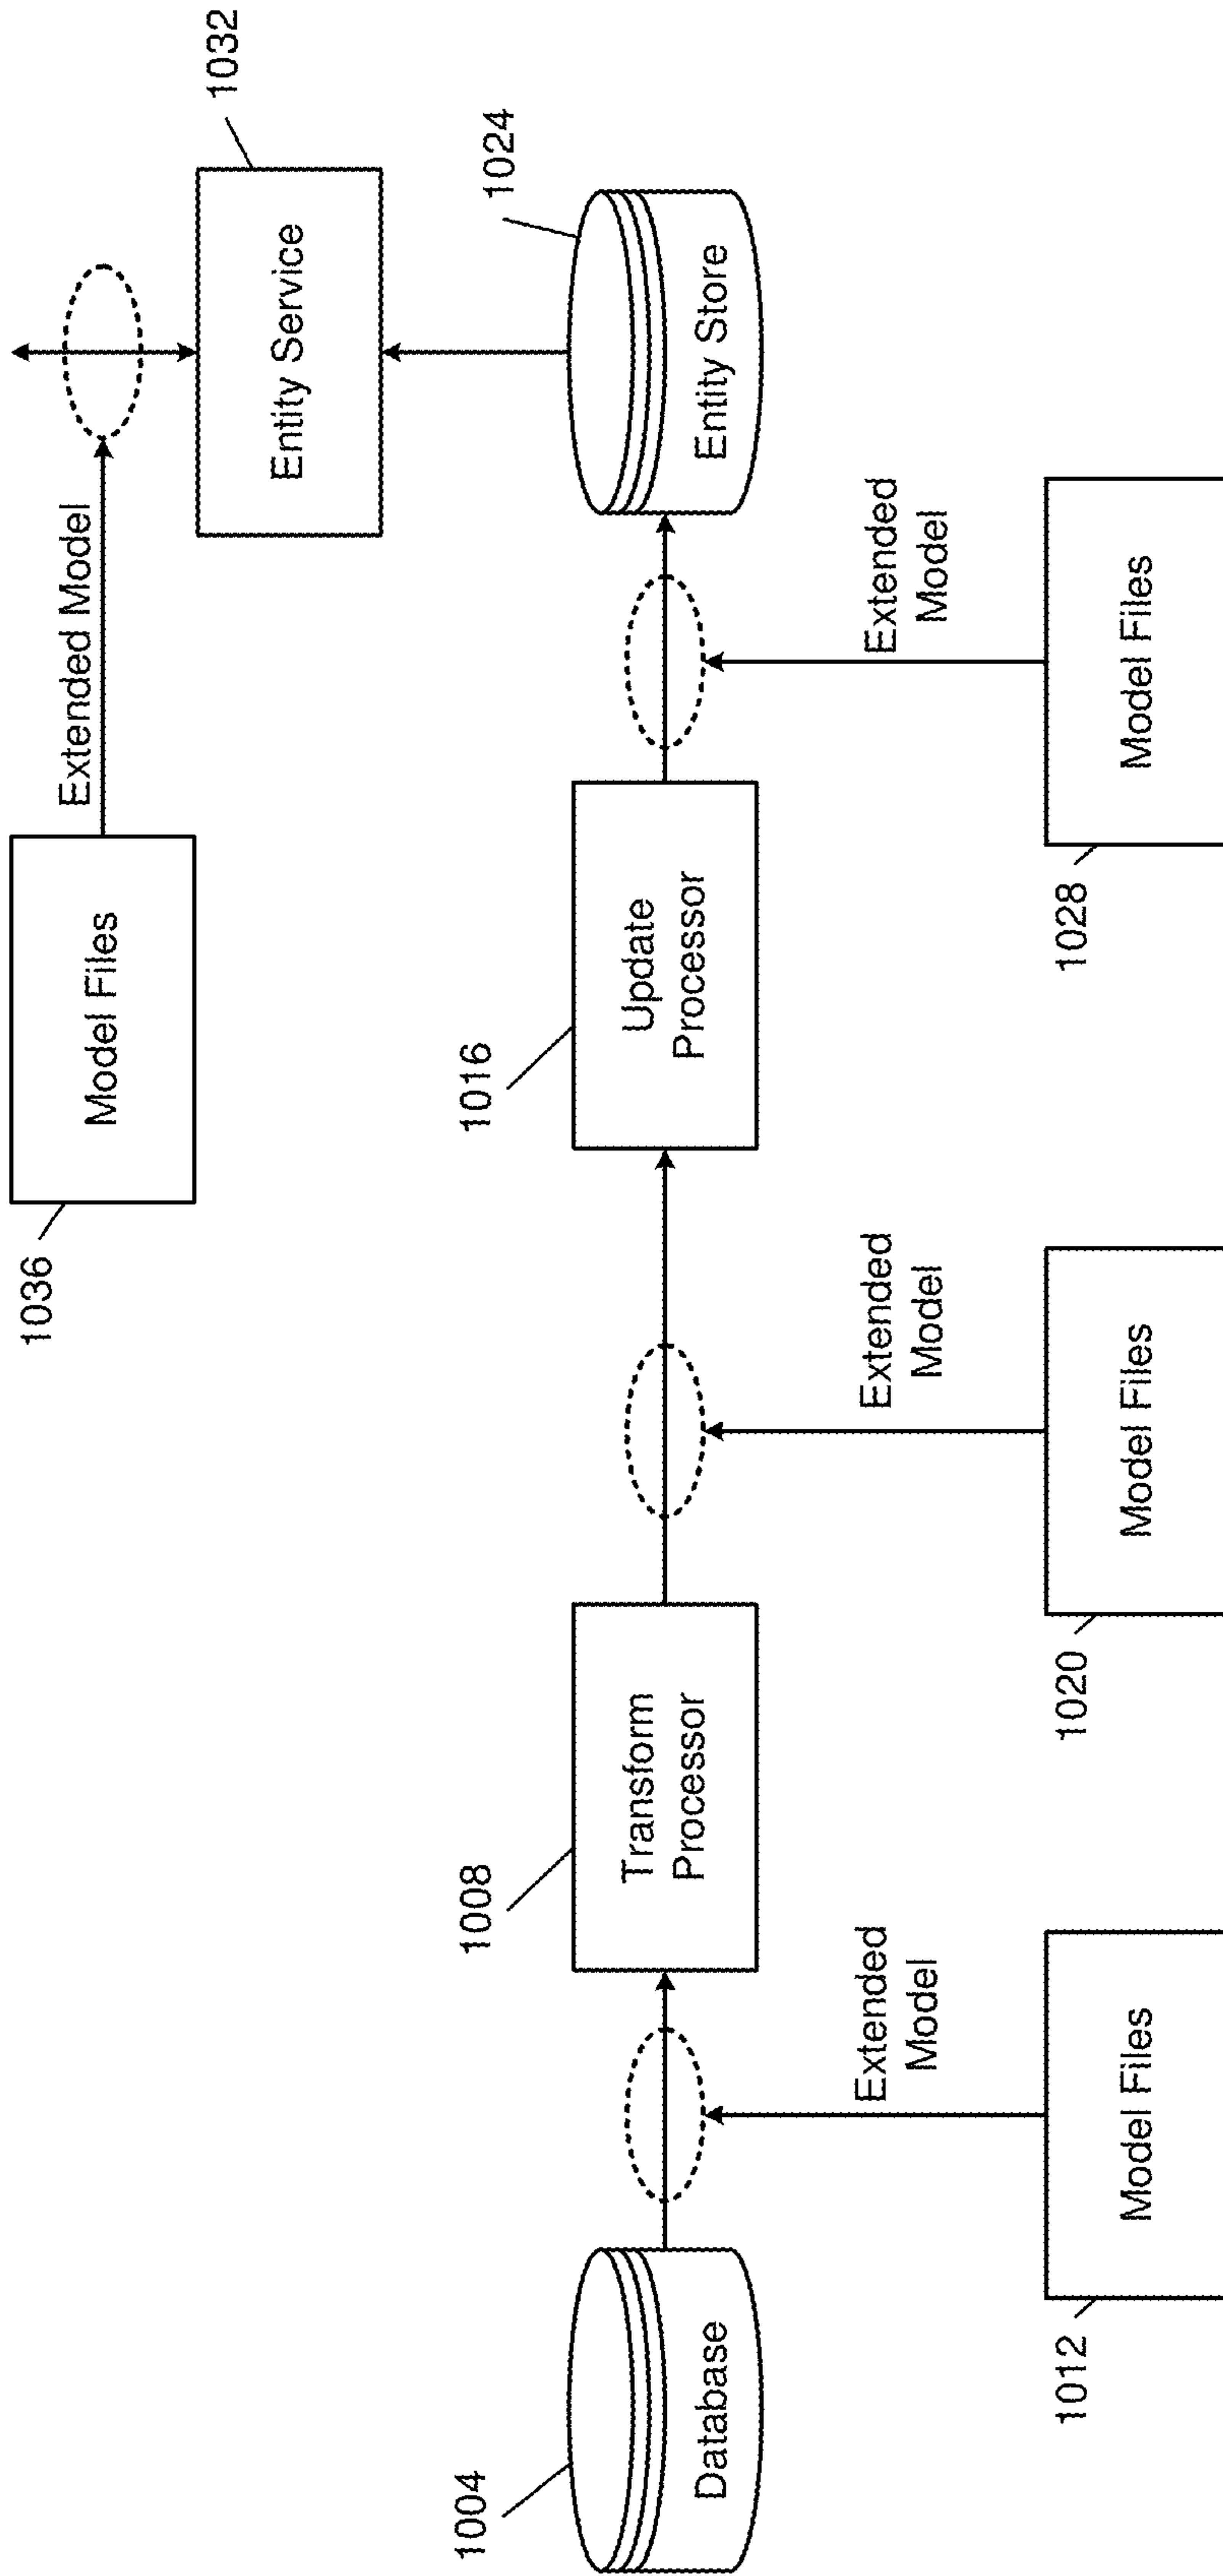 1036
Model Files
Extended Model
1032
Entity Service
1004
Database
1008
Transform
Processor
1016
Update
Processor
1024
Entity Store
Extended
Model
Extended
Model
Extended
Model
1012
Model Files
1020
Model Files
1028
Model Files